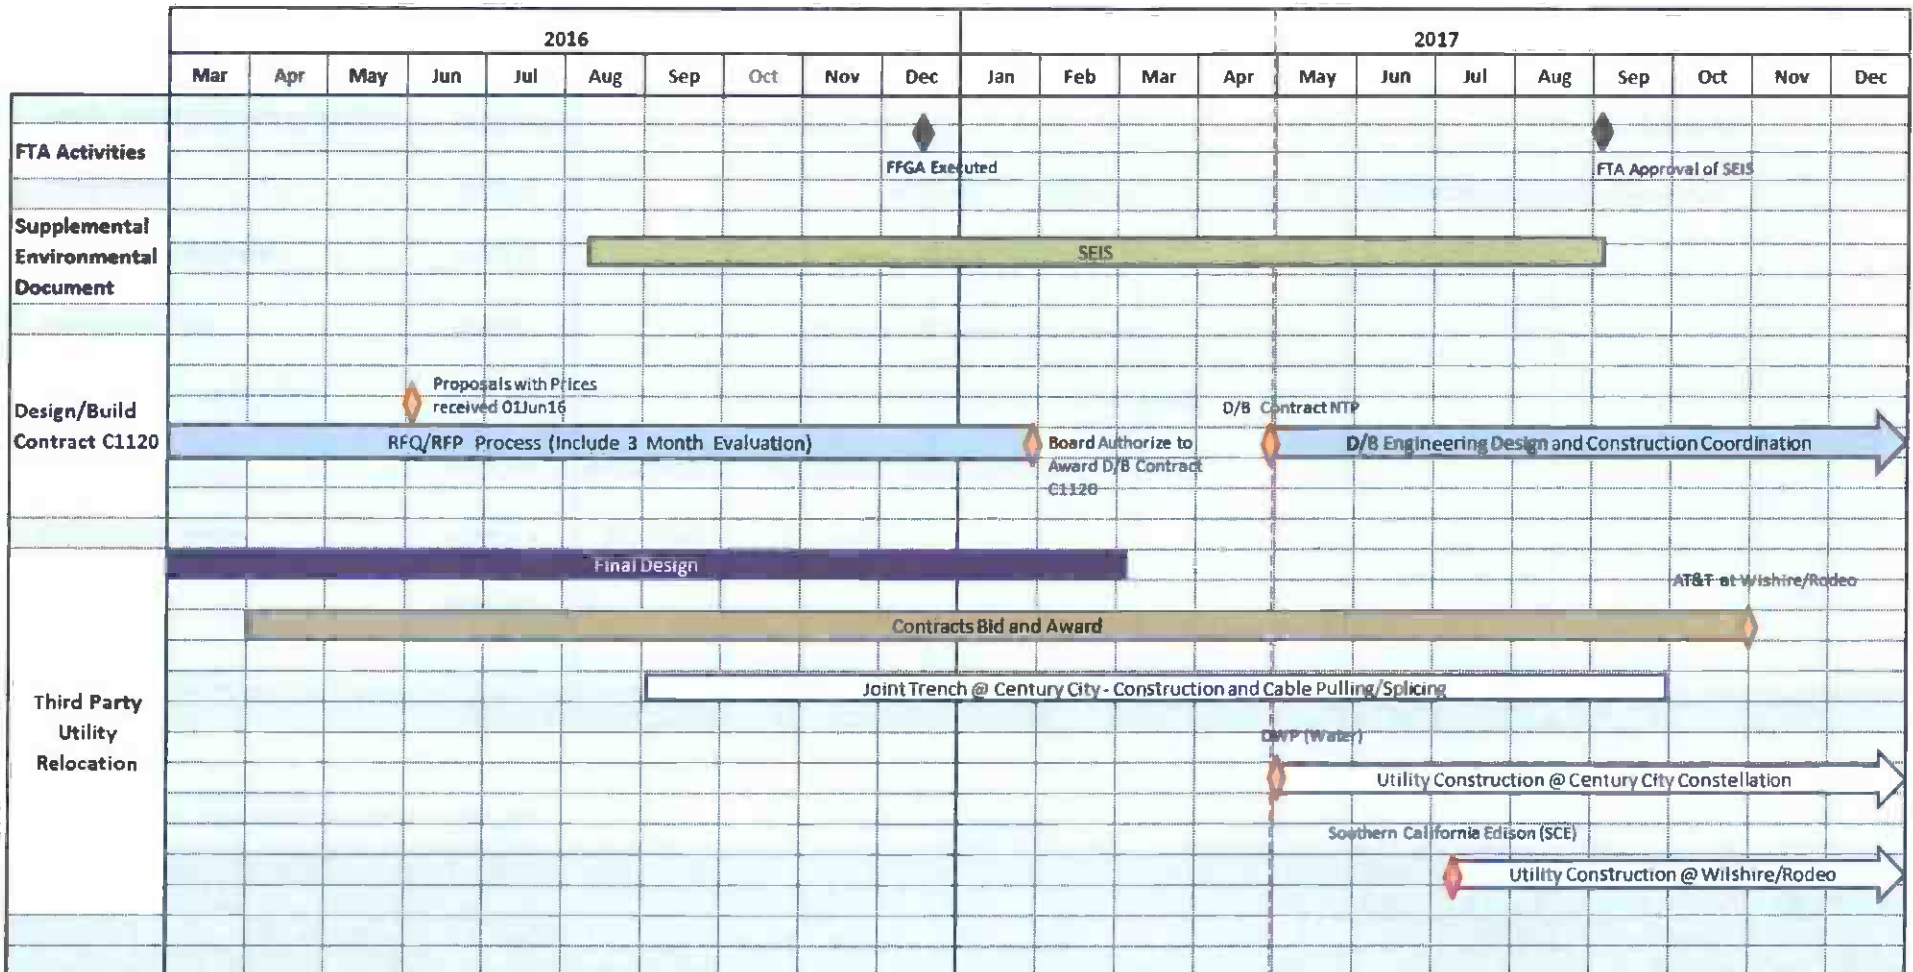 2016
2017
Mar Apr May Jun Jul Aug Sep Oct Nov Dec Jan Feb Mar Apr May Jun Jul Aug Sep Oct Nov Dec
FTA Activities
FFGA Executed
FTA Approval of SEIS
Supplemental
Environmental
Document
SEIS
Design/Build
Contract C1120
Proposals with Prices
received 01Jun16
RFQ/RFP Process (Include 3 Month Evaluation)
Board Authorize to
Award D/B Contract
C1120
D/B Contract NTP
D/B Engineering Design and Construction Coordination
Third Party
Utility
Relocation
Final Design
AT&T at Wishire/Rodeo
Contracts Bid and Award
Joint Trench @ Century City - Construction and Cable Pulling/Splicing
DWP (Water)
Utility Construction @ Century City Constellation
Southern California Edison (SCE)
Utility Construction @ Wilshire/Rodeo